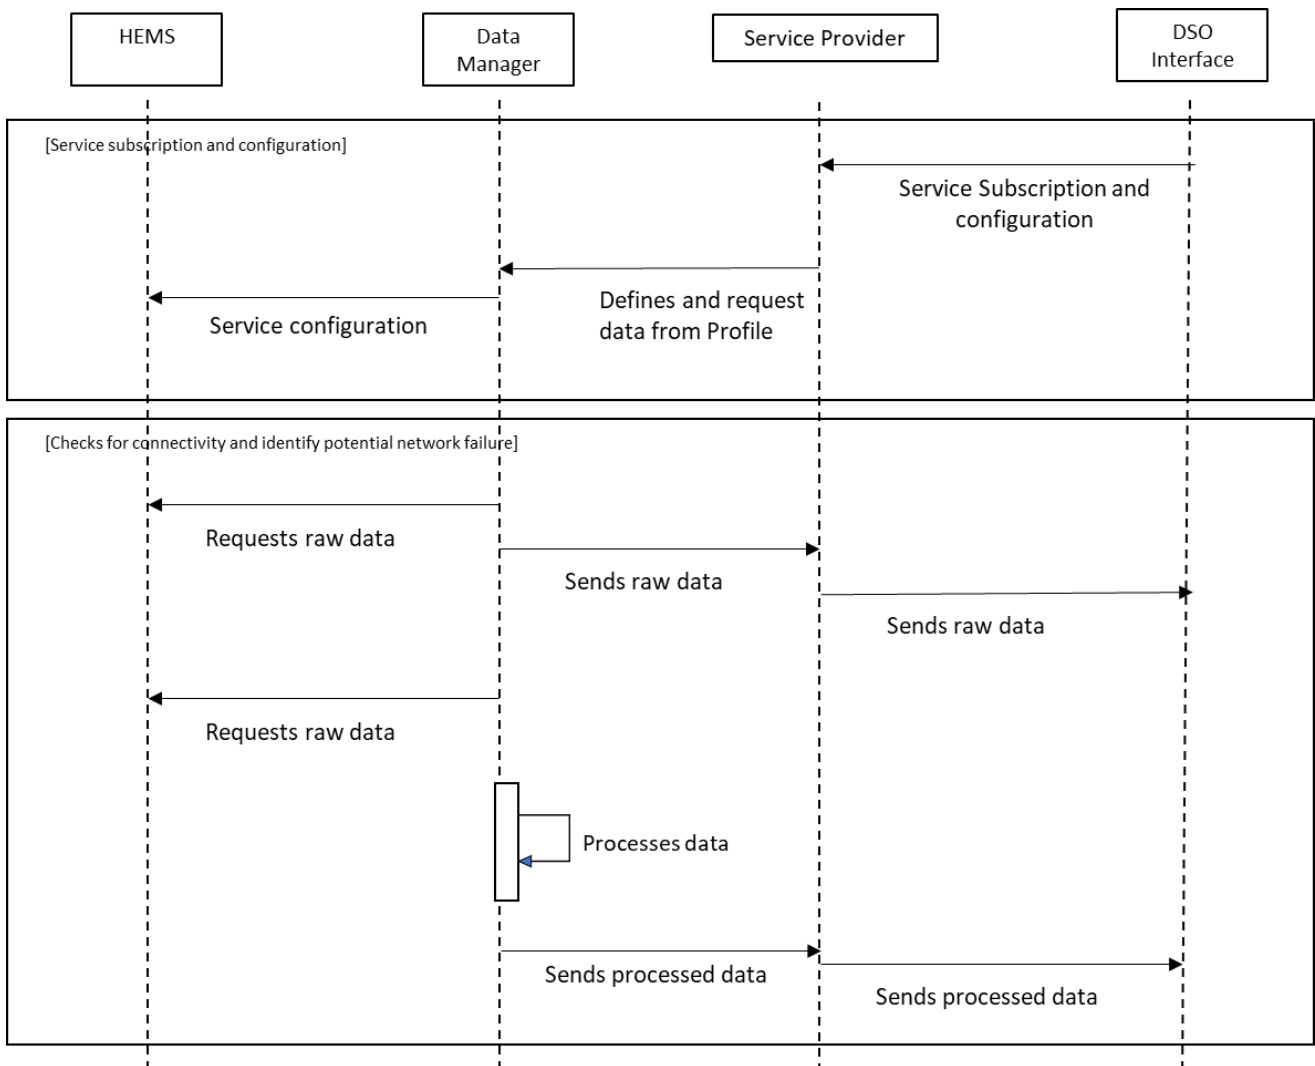 HEMS
Data
Manager
Service Provider
DSO
Interface
[Service subscription and configuration]
Service Subscription and
configuration
Defines and request
data from Profile
Service configuration
[Checks for connectivity and identify potential network failure]
Requests raw data
Sends raw data
Sends raw data
Requests raw data
Processes data
Sends processed data
Sends processed data